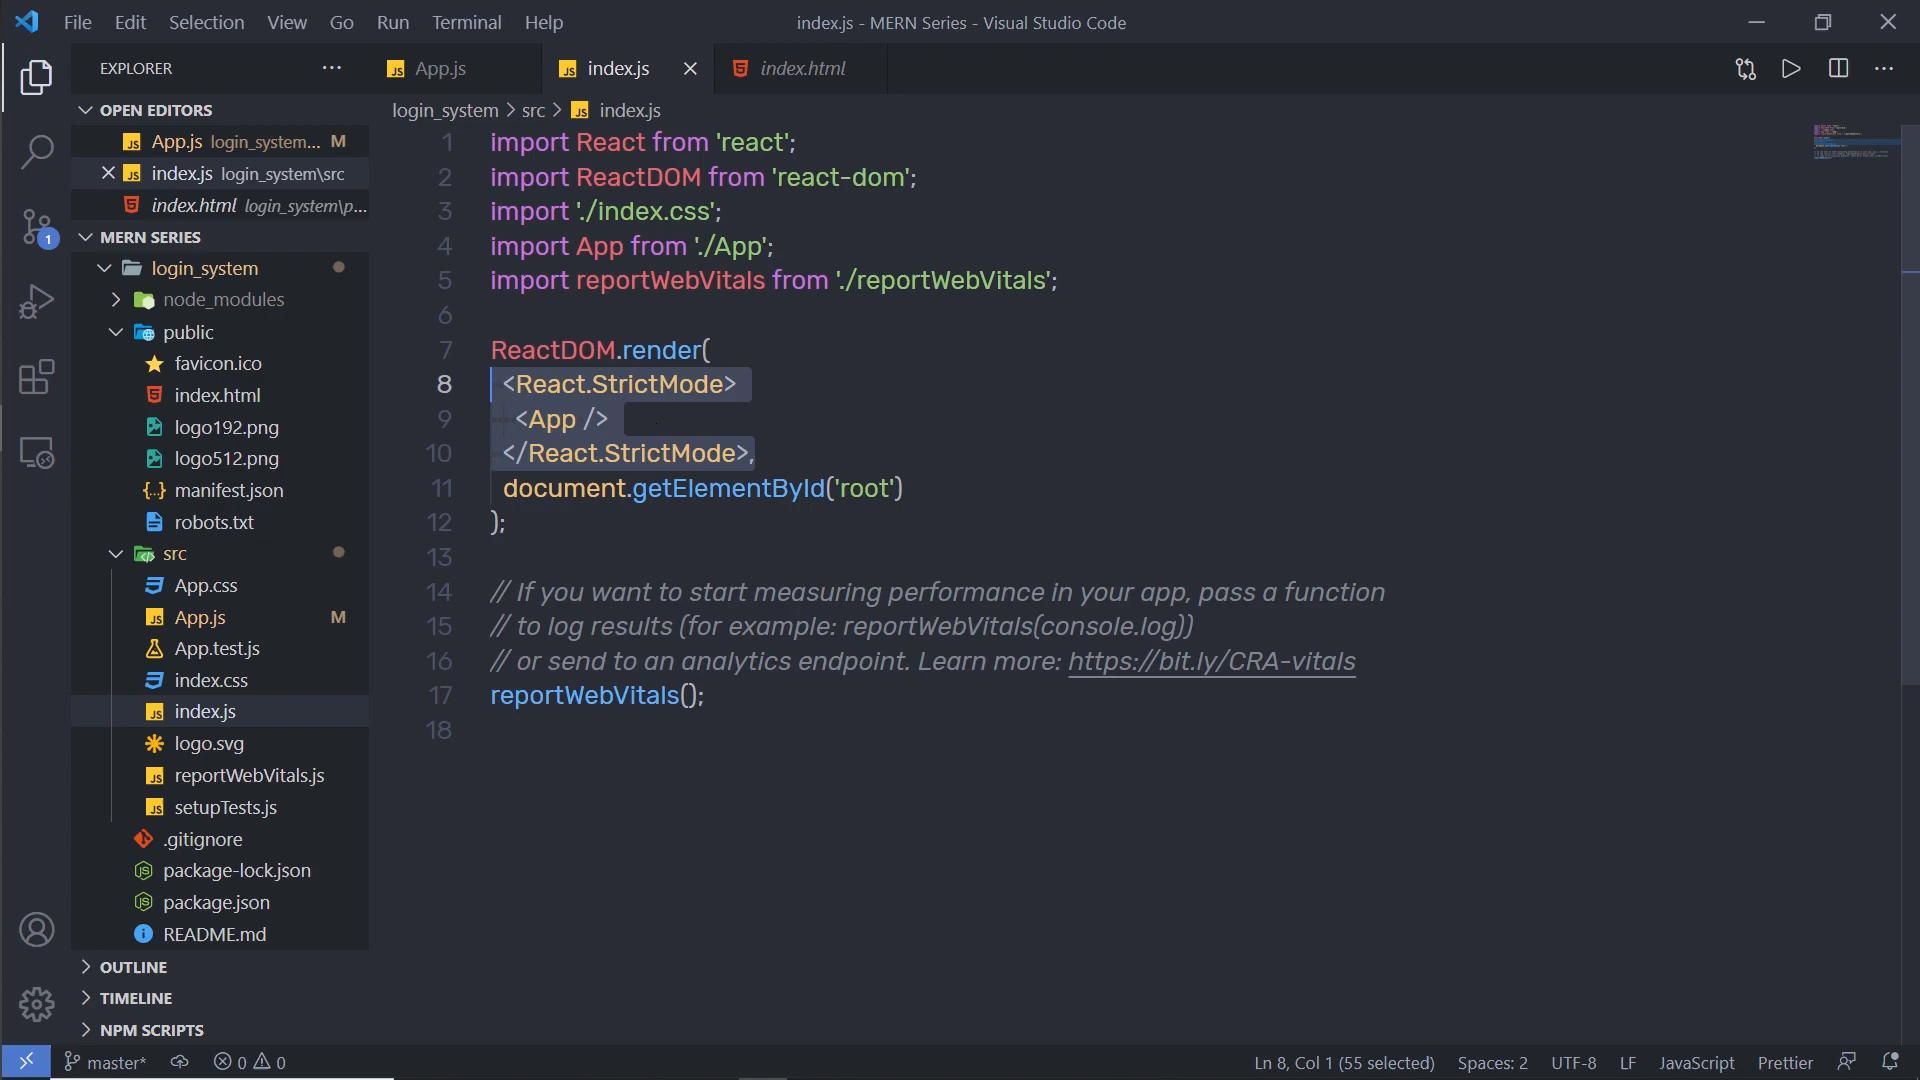 File Edit Selection View Go Run Terminal Help
index.js - MERN Series - Visual Studio Code
EXPLORER
App.js
index.js
index.html
OPEN EDITORS
App.js login_system... M
index.js login_system\src
index.html login_system\p...
MERN SERIES
login_system
node_modules
public
favicon.ico
index.html
logo192.png
logo512.png
manifest.json
robots.txt
src
App.css
App.js M
App.test.js
index.css
index.js
logo.svg
reportWebVitals.js
setupTests.js
.gitignore
package-lock.json
package.json
README.md
OUTLINE
TIMELINE
NPM SCRIPTS
login_system > src > JS index.js
1 import React from 'react';
2 import ReactDOM from 'react-dom';
3 import './index.css';
4 import App from './App';
5 import reportWebVitals from './reportWebVitals';
6
7 ReactDOM.render(
8 <React.StrictMode>
9 <App />
10 </React.StrictMode>,
11 document.getElementById('root')
12 );
13
14 // If you want to start measuring performance in your app, pass a function
15 // to log results (for example: reportWebVitals(console.log))
16 // or send to an analytics endpoint. Learn more: https://bit.ly/CRA-vitals
17 reportWebVitals();
18
1
master* 0 0
Ln 8, Col 1 (55 selected) Spaces: 2 UTF-8 LF JavaScript Prettier